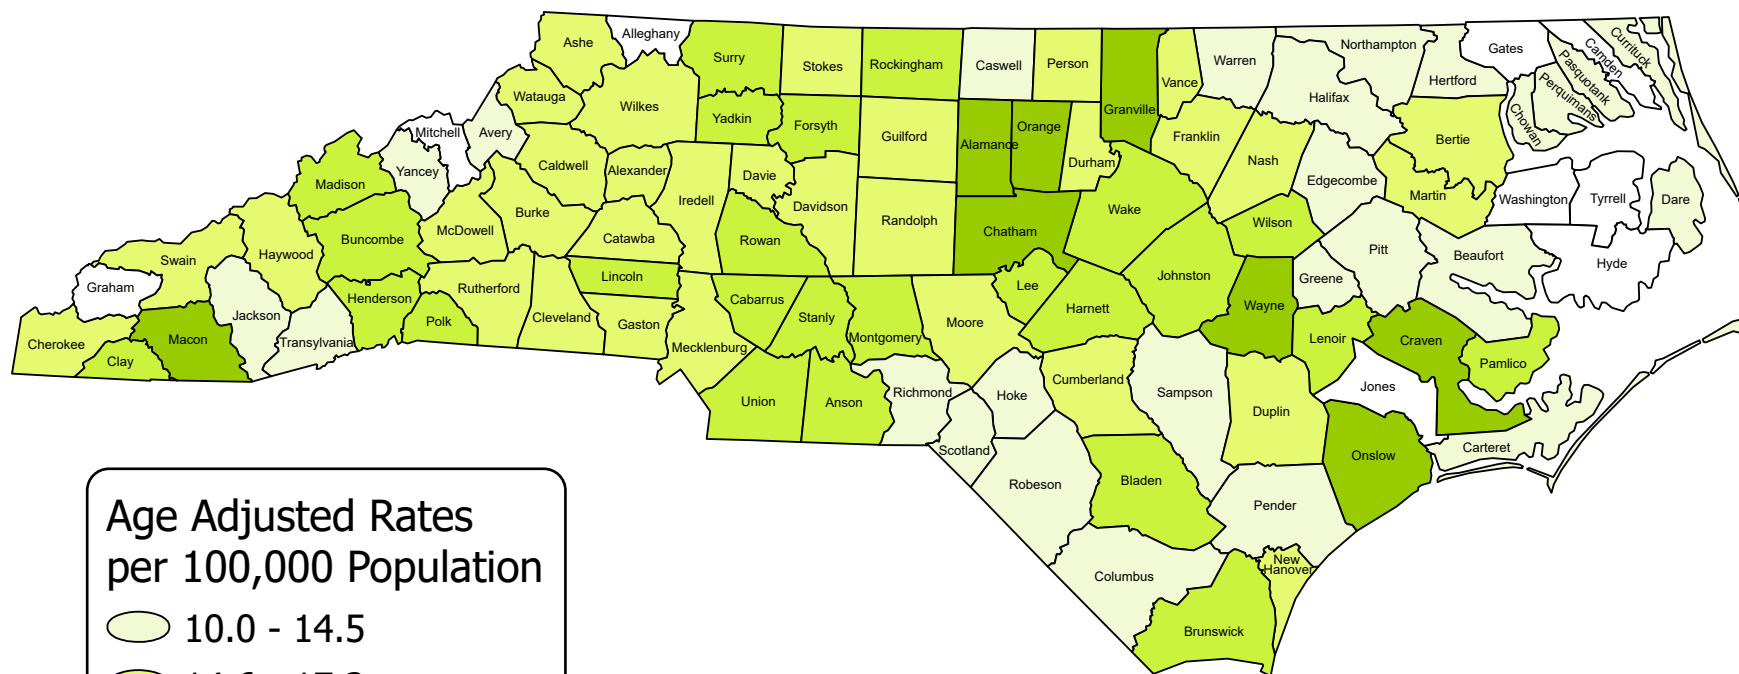 Alleghany
Ashe
Surry
Stokes
Rockingham
Caswell
Person
Granville
Vance
Warren
Northampton
Halifax
Hertford
Gates
Currituck
Camden
Pasquotank
Perquimans
Chowan
Watauga
Wilkes
Yadkin
Forsyth
Guilford
Alamance
Orange
Durham
Franklin
Nash
Edgecombe
Bertie
Martin
Washington
Tyrrell
Dare
Mitchell
Avery
Yancey
Caldwell
Alexander
Iredell
Davie
Davidson
Randolph
Chatham
Wake
Wilson
Pitt
Beaufort
Hyde
Madison
Buncombe
McDowell
Burke
Catawba
Rowan
Lincoln
Swain
Haywood
Graham
Jackson
Henderson
Polk
Rutherford
Cleveland
Gaston
Cabarrus
Stanly
Montgomery
Moore
Lee
Harnett
Johnston
Wayne
Greene
Lenoir
Craven
Pamlico
Cherokee
Clay
Macon
Transylvania
Mecklenburg
Union
Anson
Richmond
Hoke
Cumberland
Sampson
Duplin
Jones
Carteret
Onslow
Scotland
Robeson
Bladen
Pender
Columbus
New
Hanover
Brunswick
Age Adjusted Rates
per 100,000 Population
10.0 - 14.5